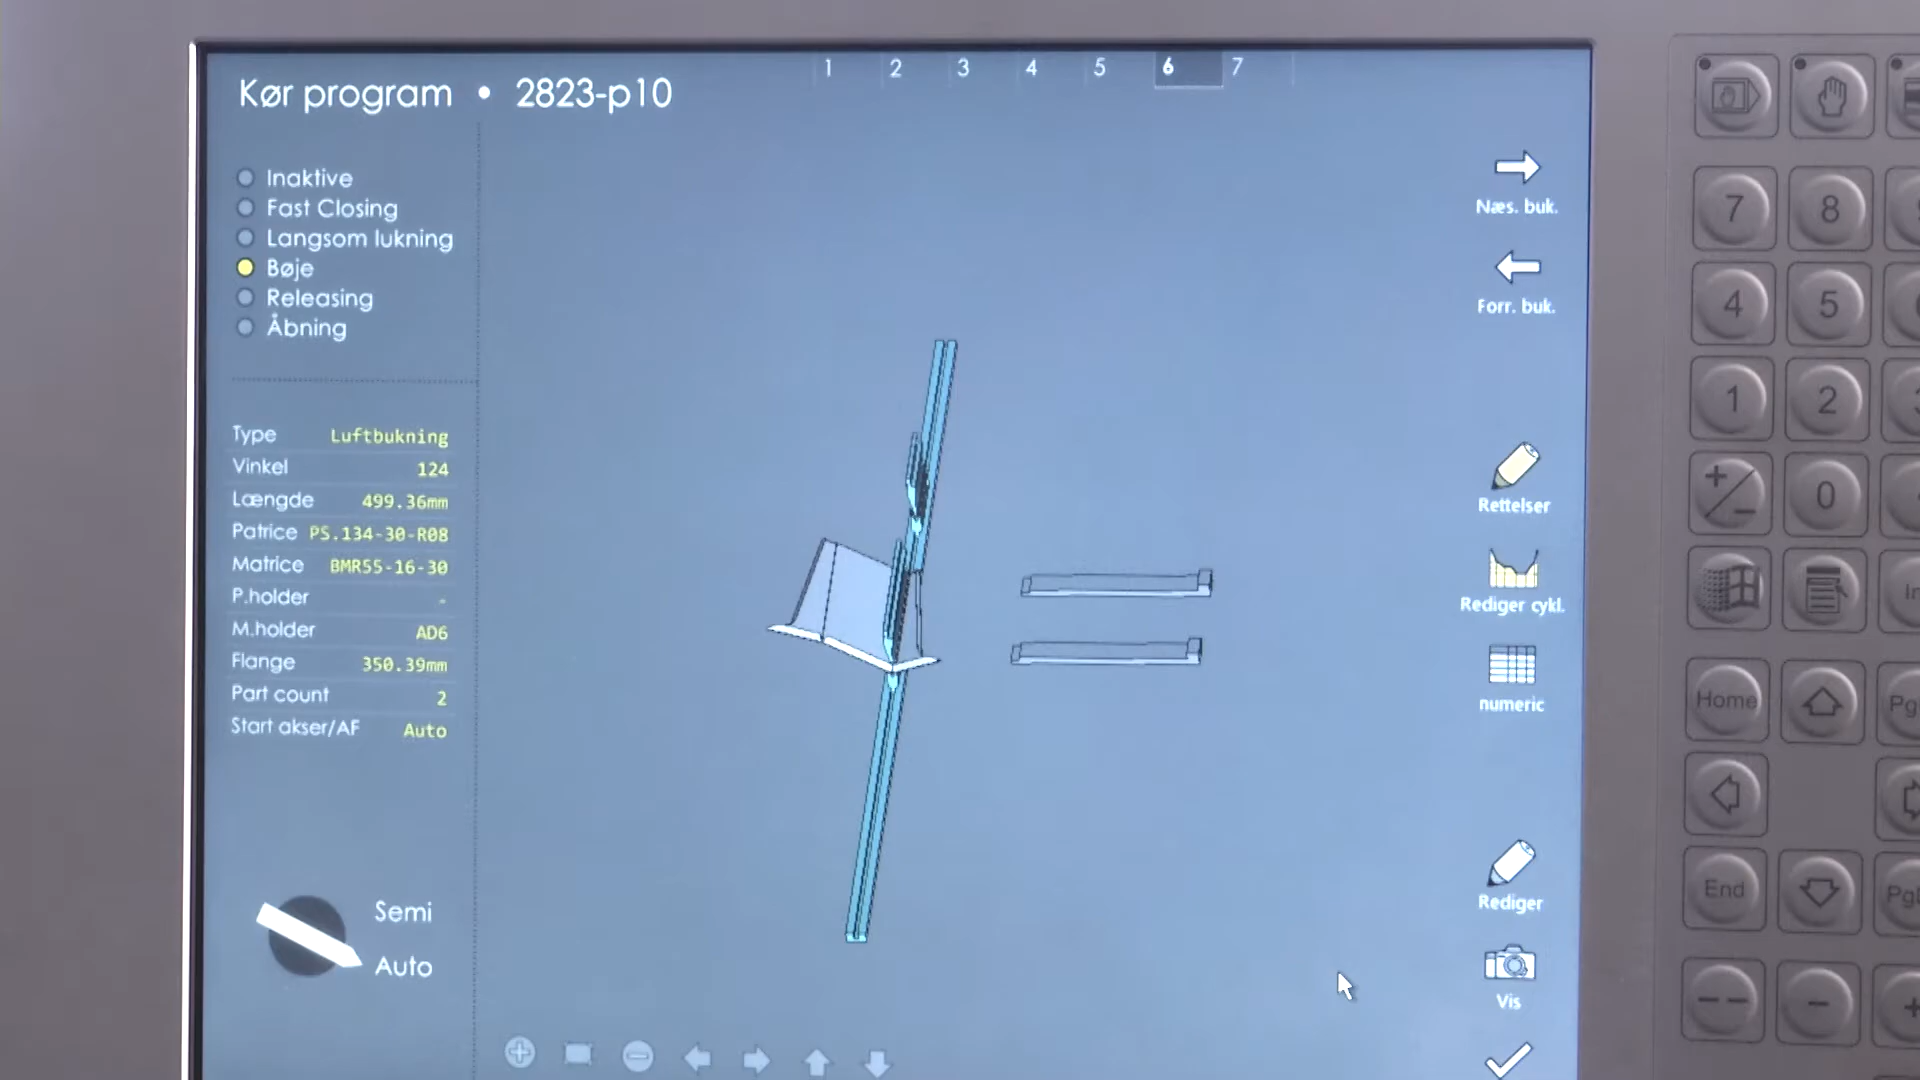 Kør program • 2823-p10
1 2 3 4 5 6 7
Inaktive
Fast Closing
Langsom lukning
Bøje
Releasing
Åbning
Type Luftbukning
Vinkel 124
Længde 499.36mm
Patrice PS.134-30-R08
Matrice BMR55-16-30
P.holder -
M.holder AD6
Flange 350.39mm
Part count 2
Start akser/AF Auto
Semi
Auto
Næs. buk.
Forr. buk.
Rettelser
Rediger cykl.
numeric
Rediger
Vis
7 8
4 5
1 2
+/- 0
In
Home Pg
End Pg
-- - +